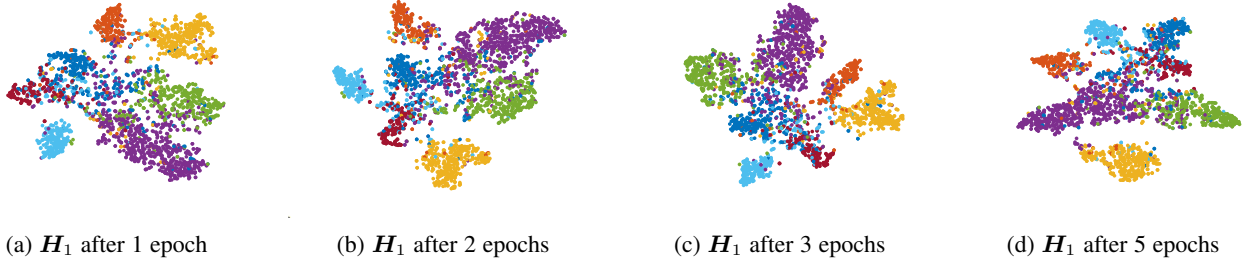 (a) H₁ after 1 epoch
(b) H₁ after 2 epochs
(c) H₁ after 3 epochs
(d) H₁ after 5 epochs